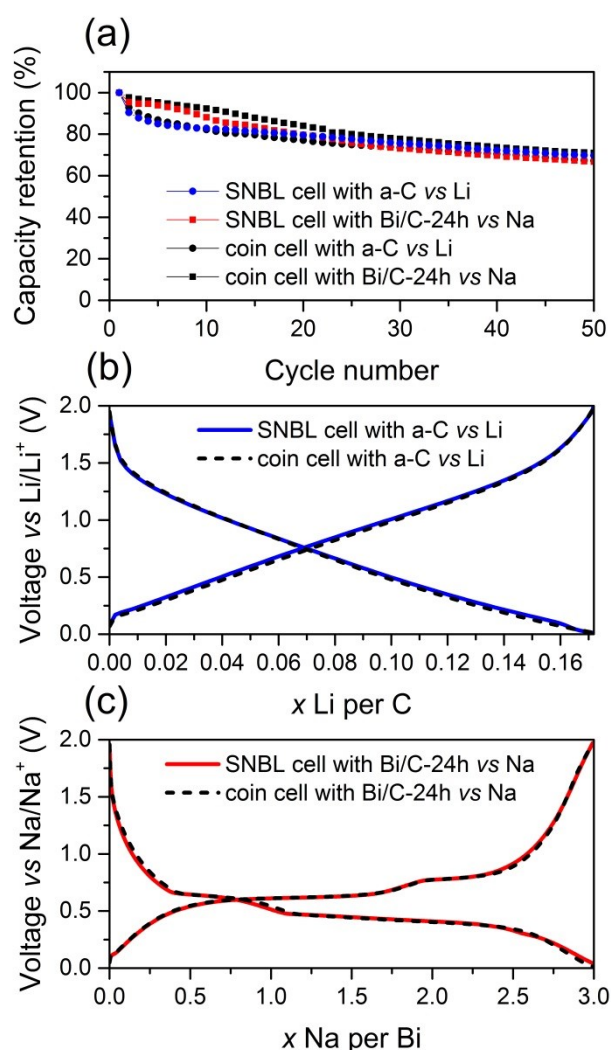 (a)
Capacity retention (%)
100
80
60
40
20
0
SNBL cell with a-C vs Li
SNBL cell with Bi/C-24h vs Na
coin cell with a-C vs Li
coin cell with Bi/C-24h vs Na
0 10 20 30 40 50
Cycle number
(b)
Voltage vs Li/Li⁺ (V)
2.0
1.5
1.0
0.5
0.0
SNBL cell with a-C vs Li
coin cell with a-C vs Li
0.00 0.02 0.04 0.06 0.08 0.10 0.12 0.14 0.16
x Li per C
(c)
Voltage vs Na/Na⁺ (V)
2.0
1.5
1.0
0.5
0.0
SNBL cell with Bi/C-24h vs Na
coin cell with Bi/C-24h vs Na
0.0 0.5 1.0 1.5 2.0 2.5 3.0
x Na per Bi